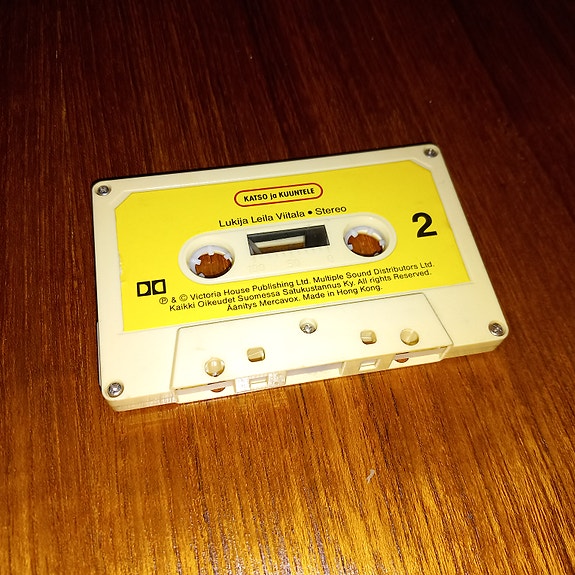 KATSO ja KUUNTELE
Lukija Leila Viitala • Stereo
2
℗ & © Victoria House Publishing Ltd. Multiple Sound Distributors Ltd.
Kaikki Oikeudet Suomessa Satukustannus Ky. All rights Reserved.
Äänitys Mercavox. Made in Hong Kong.